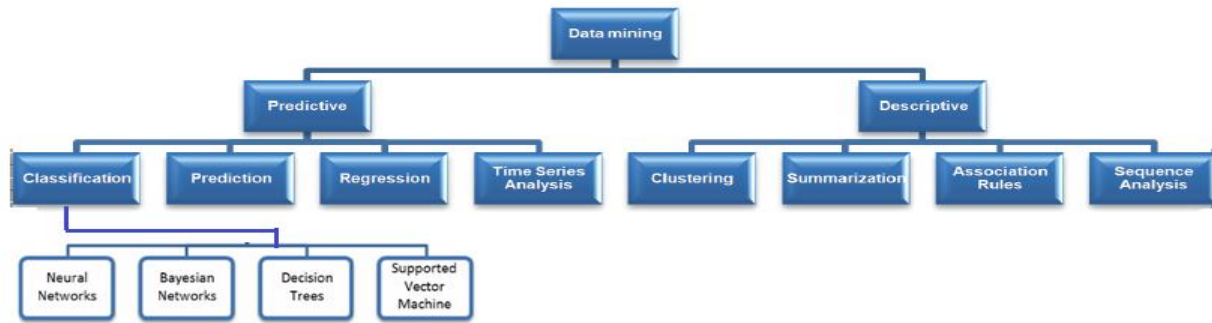 Data mining
Predictive
Descriptive
Classification
Prediction
Regression
Time Series
Analysis
Clustering
Summarization
Association
Rules
Sequence
Analysis
Neural
Networks
Bayesian
Networks
Decision
Trees
Supported
Vector
Machine